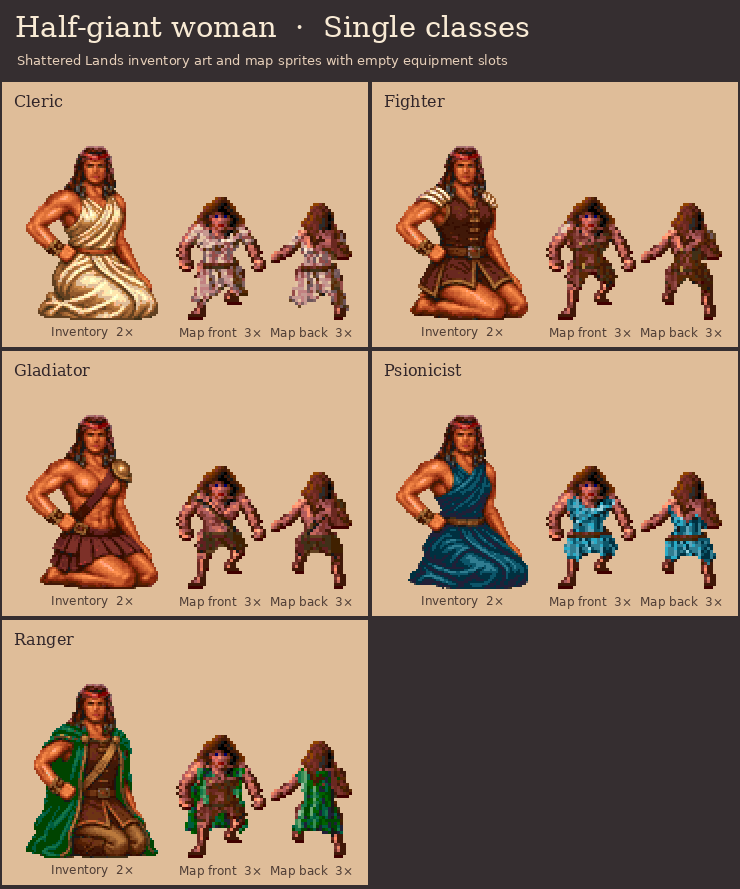 Half-giant woman · Single classes
Shattered Lands inventory art and map sprites with empty equipment slots
Cleric
Inventory 2×
Map front 3×
Map back 3×
Fighter
Inventory 2×
Map front 3×
Map back 3×
Gladiator
Inventory 2×
Map front 3×
Map back 3×
Psionicist
Inventory 2×
Map front 3×
Map back 3×
Ranger
Inventory 2×
Map front 3×
Map back 3×